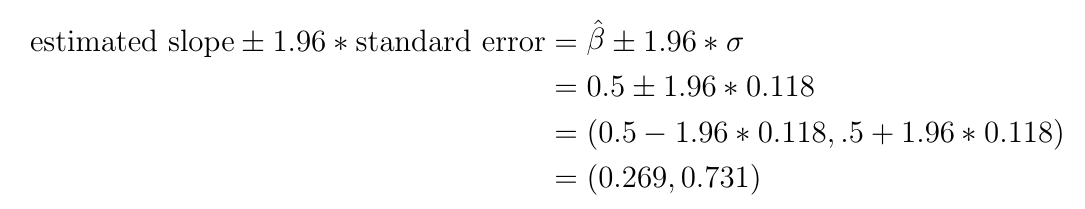 estimated slope ± 1.96 * standard error = β̂ ± 1.96 * σ
= 0.5 ± 1.96 * 0.118
= (0.5 − 1.96 * 0.118, .5 + 1.96 * 0.118)
= (0.269, 0.731)